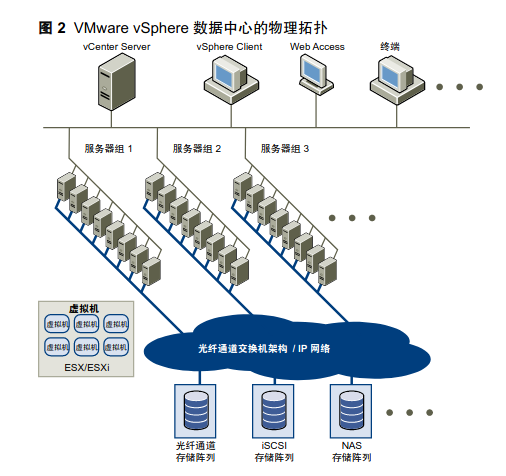 图 2 VMware vSphere 数据中心的物理拓扑
vCenter Server
vSphere Client
Web Access
终端
服务器组 1
服务器组 2
服务器组 3
虚拟机
虚拟机 虚拟机 虚拟机
虚拟机 虚拟机 虚拟机
ESX/ESXi
光纤通道交换机架构 / IP 网络
光纤通道
存储阵列
iSCSI
存储阵列
NAS
存储阵列